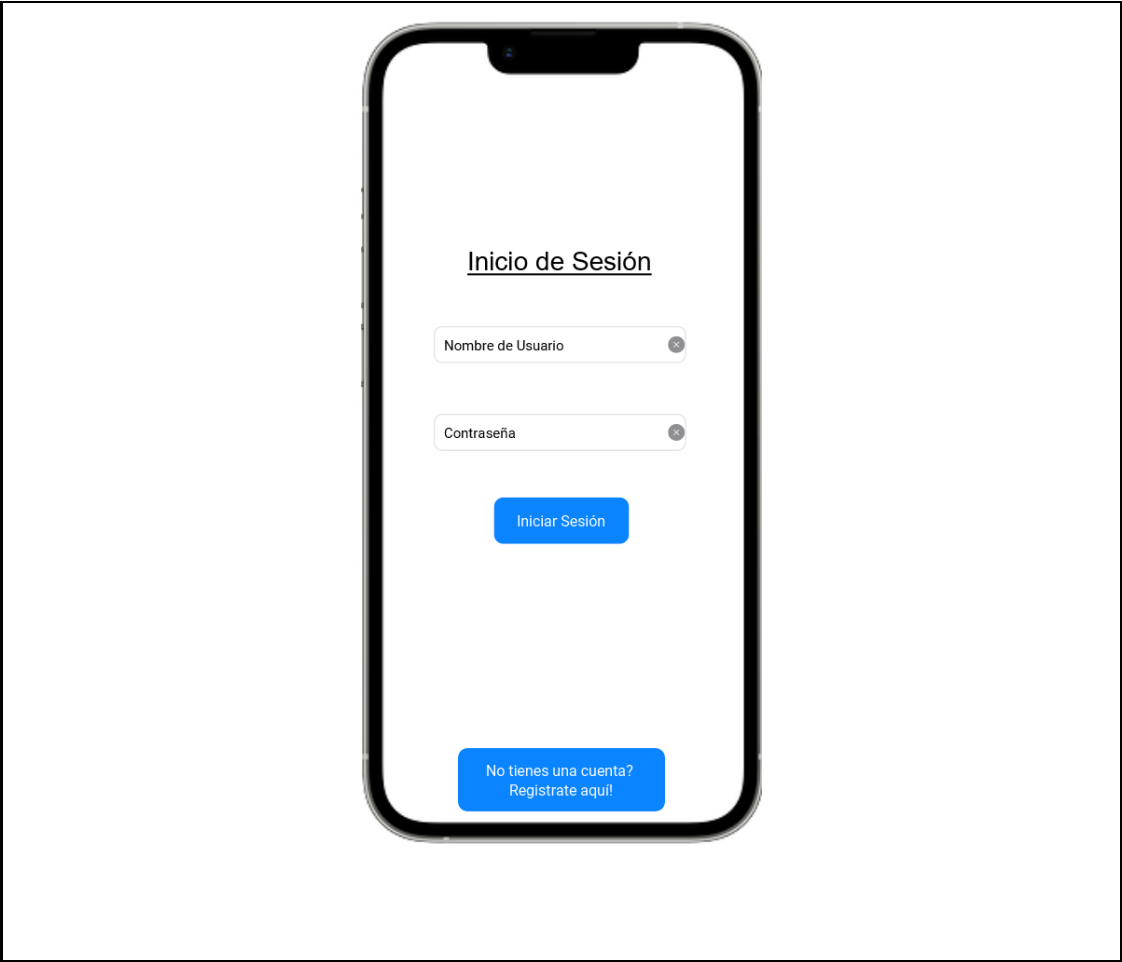 Inicio de Sesión
Nombre de Usuario
Contraseña
Iniciar Sesión
No tienes una cuenta?
Registrate aquí!